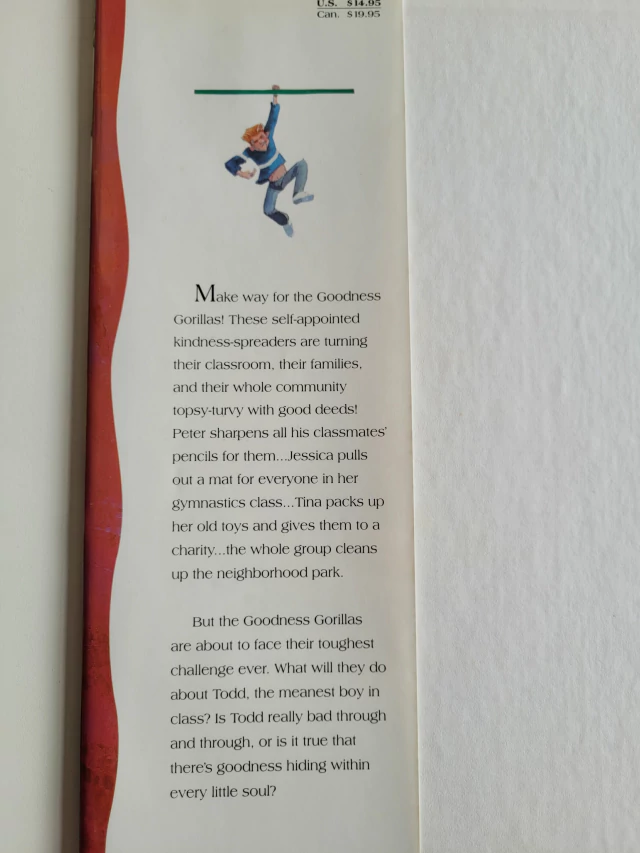 U.S. $14.95
Can. $19.95
Make way for the Goodness
Gorillas! These self-appointed
kindness-spreaders are turning
their classroom, their families,
and their whole community
topsy-turvy with good deeds!
Peter sharpens all his classmates'
pencils for them...Jessica pulls
out a mat for everyone in her
gymnastics class...Tina packs up
her old toys and gives them to a
charity...the whole group cleans
up the neighborhood park.
But the Goodness Gorillas
are about to face their toughest
challenge ever. What will they do
about Todd, the meanest boy in
class? Is Todd really bad through
and through, or is it true that
there's goodness hiding within
every little soul?